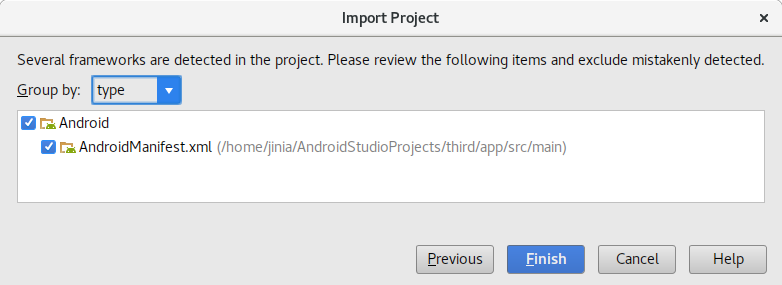 Import Project
Several frameworks are detected in the project. Please review the following items and exclude mistakenly detected.
Group by: type
Android
AndroidManifest.xml (/home/jinia/AndroidStudioProjects/third/app/src/main)
Previous Finish Cancel Help